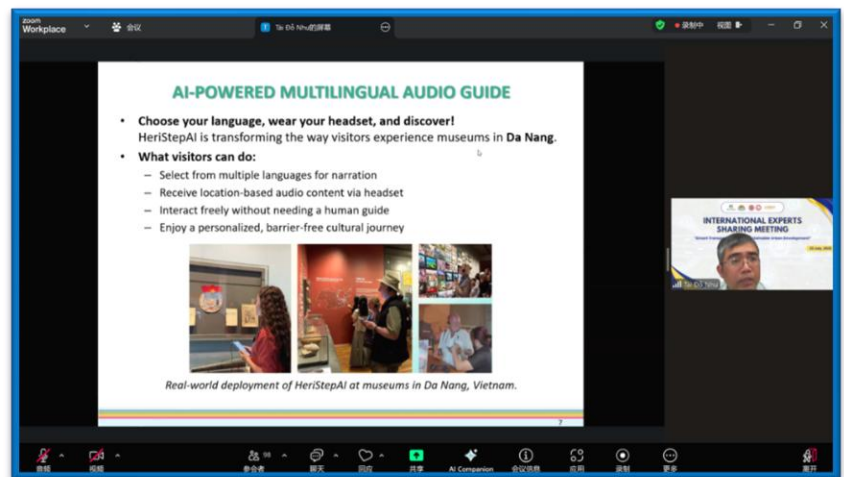 zoom
Workplace
会议
Tai Đỗ Nhu的屏幕
录制中
视图
AI-POWERED MULTILINGUAL AUDIO GUIDE
• Choose your language, wear your headset, and discover!
HeriStepAI is transforming the way visitors experience museums in Da Nang.
• What visitors can do:
– Select from multiple languages for narration
– Receive location-based audio content via headset
– Interact freely without needing a human guide
– Enjoy a personalized, barrier-free cultural journey
Real-world deployment of HeriStepAI at museums in Da Nang, Vietnam.
7
INTERNATIONAL EXPERTS
SHARING MEETING
Tai Đỗ Nhu
音频
视频
98
参会者
聊天
回应
共享
AI Companion
会议信息
应用
录制
更多
离开